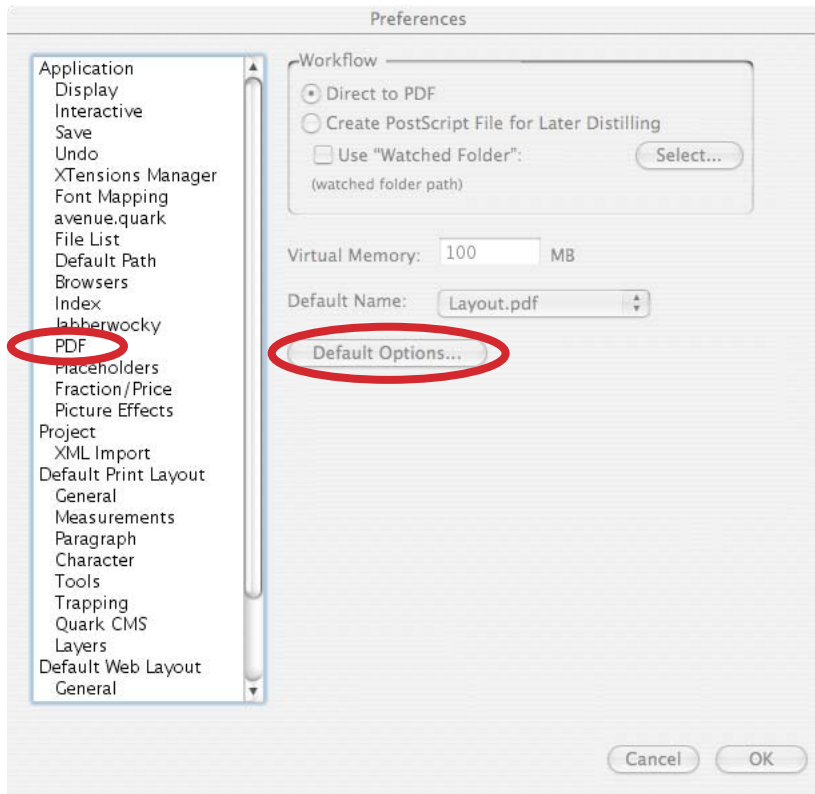 Preferences
Application
Display
Interactive
Save
Undo
XTensions Manager
Font Mapping
avenue.quark
File List
Default Path
Browsers
Index
Jabberwocky
PDF
Placeholders
Fraction/Price
Picture Effects
Project
XML Import
Default Print Layout
General
Measurements
Paragraph
Character
Tools
Trapping
Quark CMS
Layers
Default Web Layout
General
Workflow
Direct to PDF
Create PostScript File for Later Distilling
Use “Watched Folder”: Select...
(watched folder path)
Virtual Memory: 100 MB
Default Name: Layout.pdf
Default Options...
Cancel OK